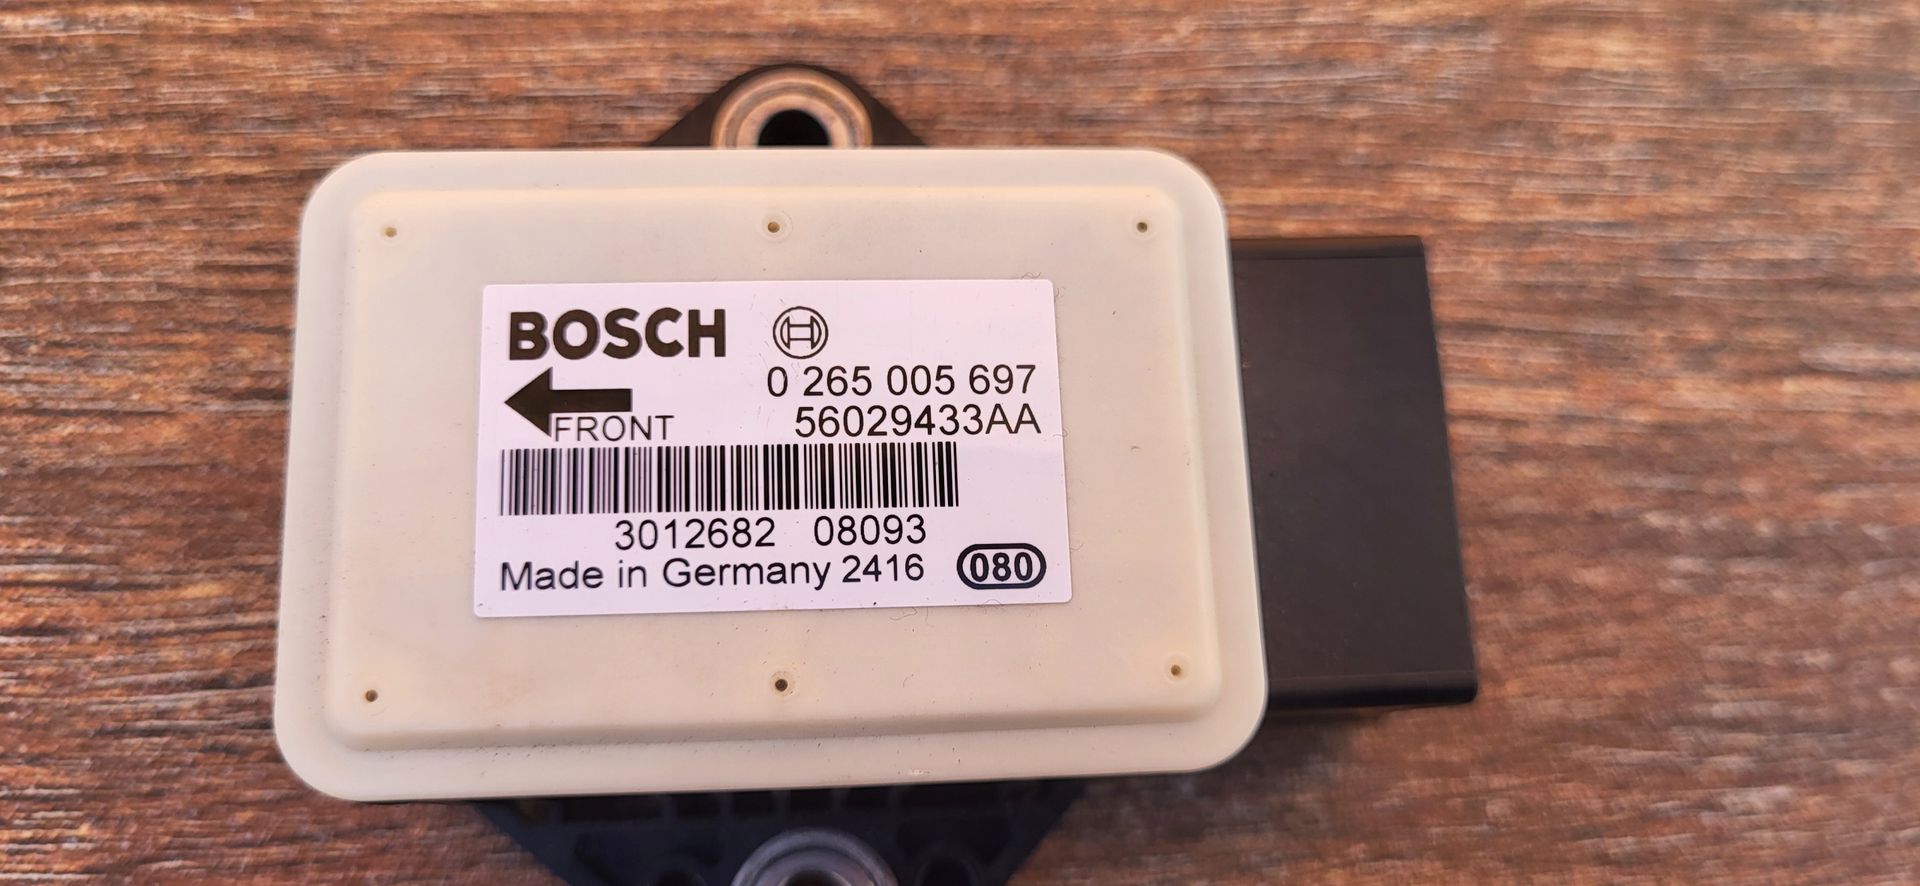 BOSCH
0 265 005 697
FRONT 56029433AA
3012682 08093
Made in Germany 2416 080